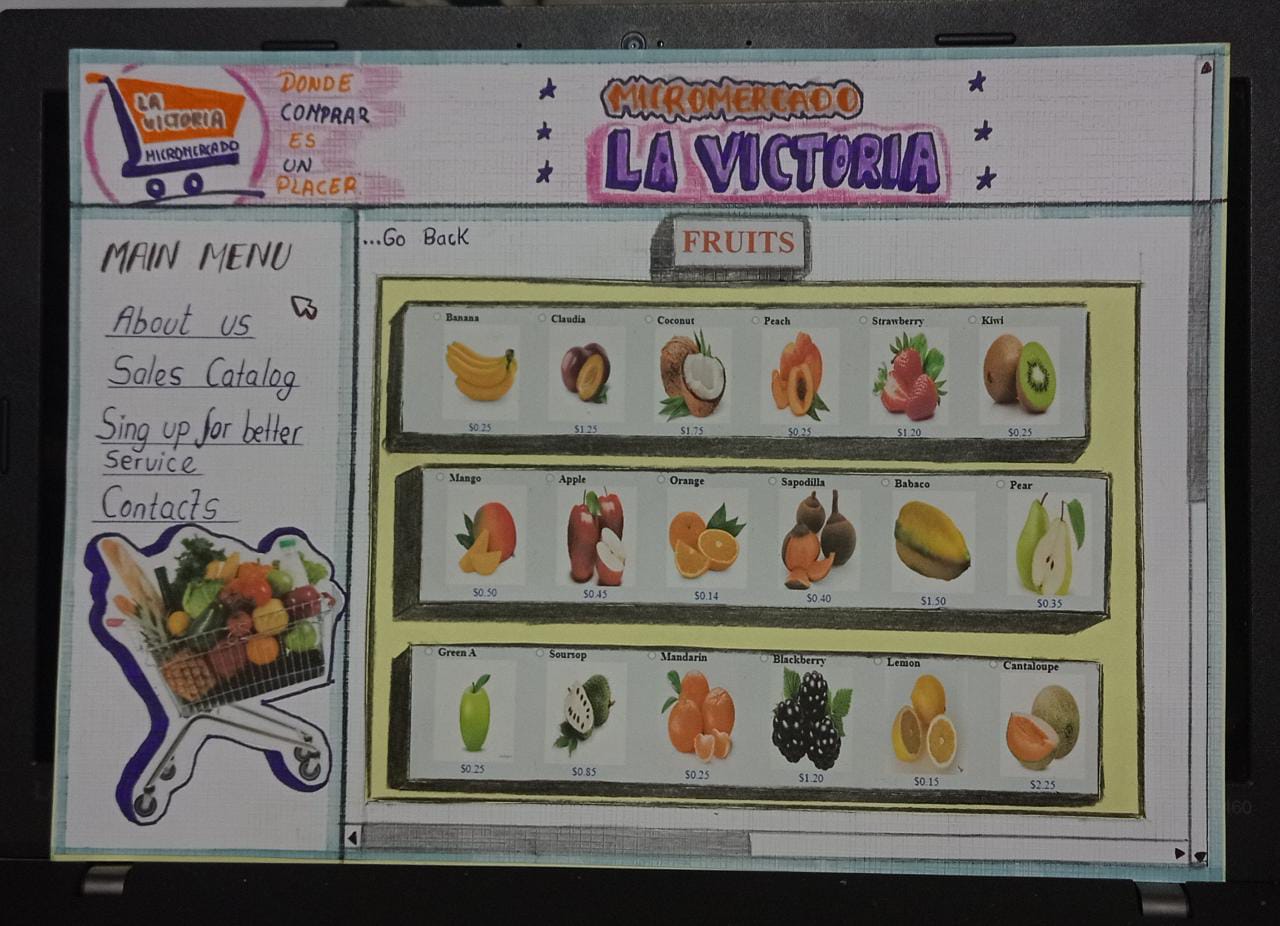 LA
VICTORIA
MICROMERCADO
DONDE
COMPRAR
ES
UN
PLACER
MICROMERCADO
LA VICTORIA
MAIN MENU
About us
Sales Catalog
Sing up for better
service
Contacts
...Go Back
FRUITS
Banana Claudia Coconut Peach Strawberry Kiwi
$0.25 $1.25 $1.75 $0.25 $1.20 $0.25
Mango Apple Orange Sapodilla Babaco Pear
$0.50 $0.45 $0.14 $0.40 $1.50 $0.35
Green A Soursop Mandarin Blackberry Lemon Cantaloupe
$0.25 $0.85 $0.25 $1.20 $0.15 $2.25